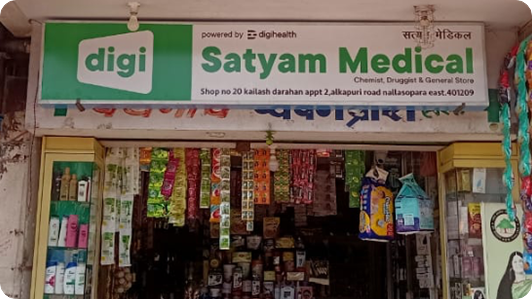 digi
powered by digihealth
सत्यम मेडिकल
Satyam Medical
Chemist, Druggist & General Store
Shop no 20 kailash darahan appt 2,alkapuri road nallasopara east.401209
च्यवनप्राश